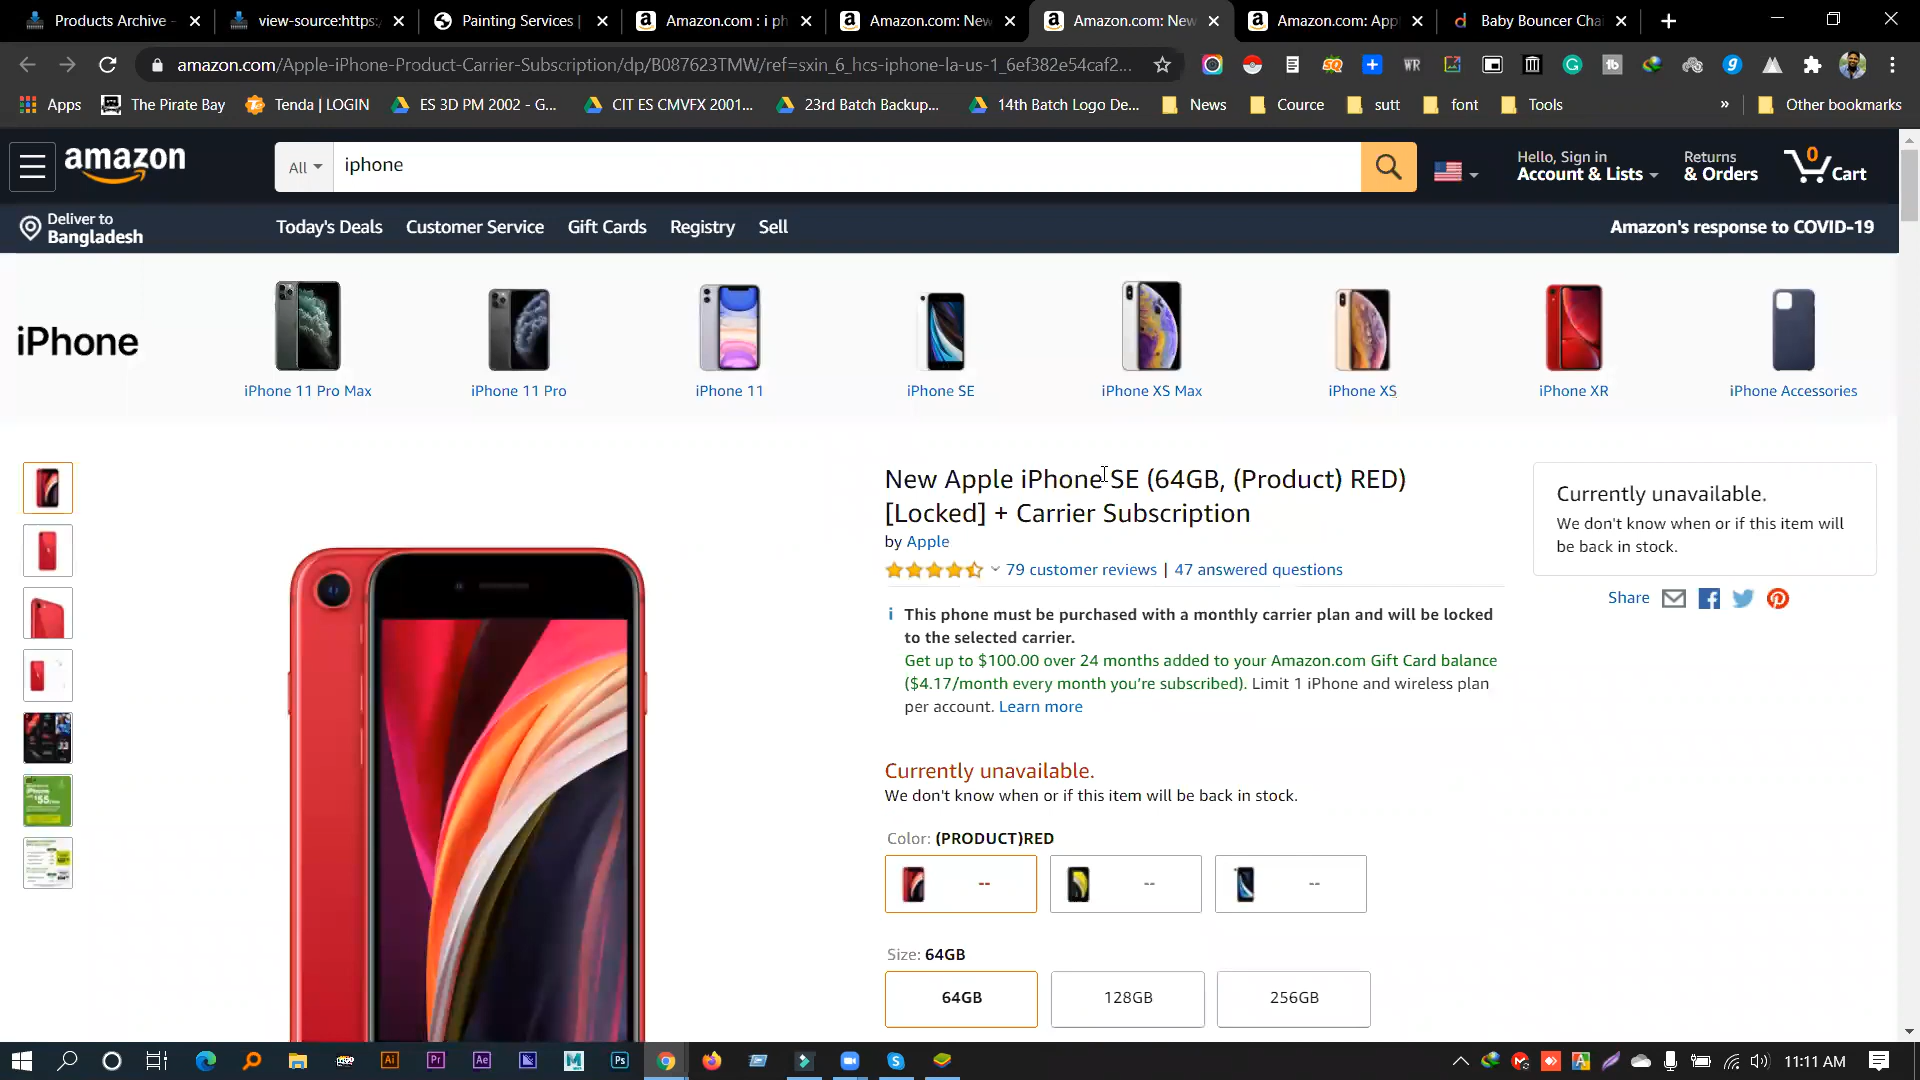 Products Archive -
view-source:https:/
Painting Services |
Amazon.com : i ph
Amazon.com: New
Amazon.com: New
Amazon.com: App
Baby Bouncer Chai
amazon.com/Apple-iPhone-Product-Carrier-Subscription/dp/B087623TMW/ref=sxin_6_hcs-iphone-la-us-1_6ef382e54caf2...
Apps
The Pirate Bay
Tenda | LOGIN
ES 3D PM 2002 - G...
CIT ES CMVFX 2001...
23rd Batch Backup...
14th Batch Logo De...
News
Cource
sutt
font
Tools
»
Other bookmarks
amazon
All
iphone
Hello, Sign in
Account & Lists
Returns
& Orders
0
Cart
Deliver to
Bangladesh
Today's Deals
Customer Service
Gift Cards
Registry
Sell
Amazon's response to COVID-19
iPhone
iPhone 11 Pro Max
iPhone 11 Pro
iPhone 11
iPhone SE
iPhone XS Max
iPhone XS
iPhone XR
iPhone Accessories
New Apple iPhone SE (64GB, (Product) RED)
[Locked] + Carrier Subscription
by Apple
79 customer reviews | 47 answered questions
This phone must be purchased with a monthly carrier plan and will be locked
to the selected carrier.
Get up to $100.00 over 24 months added to your Amazon.com Gift Card balance
($4.17/month every month you're subscribed). Limit 1 iPhone and wireless plan
per account. Learn more
Currently unavailable.
We don't know when or if this item will be back in stock.
Color: (PRODUCT)RED
--
--
--
Size: 64GB
64GB
128GB
256GB
Currently unavailable.
We don't know when or if this item will
be back in stock.
Share
11:11 AM